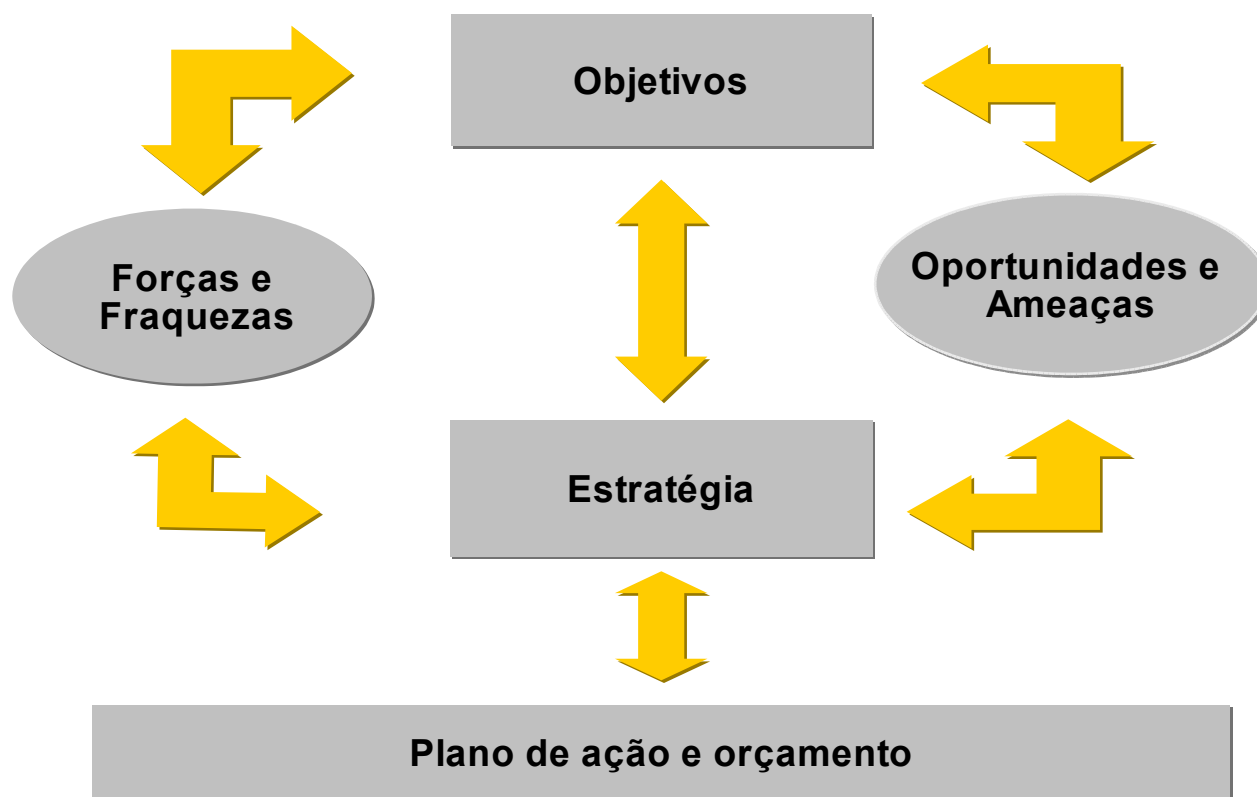 Objetivos
Forças e
Fraquezas
Oportunidades e
Ameaças
Estratégia
Plano de ação e orçamento